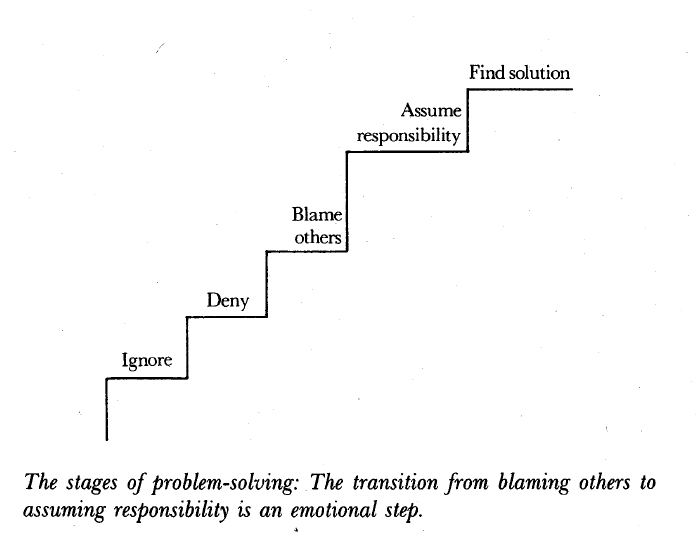 Find solution
Assume
responsibility
Blame
others
Deny
Ignore
The stages of problem-solving: The transition from blaming others to
assuming responsibility is an emotional step.